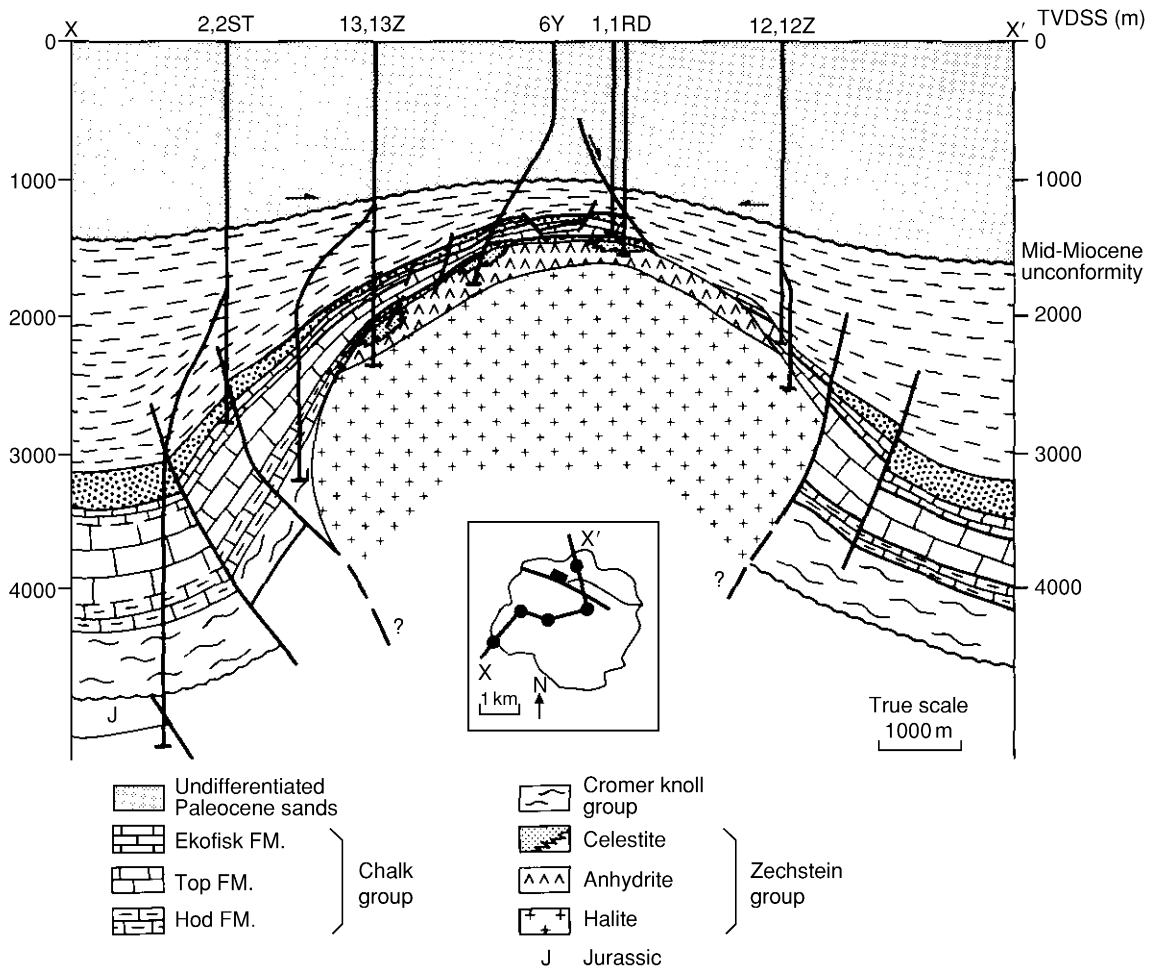 X
2,2ST
13,13Z
6Y
1,1RD
12,12Z
X′
TVDSS (m)
0
0
1000
1000
Mid-Miocene
unconformity
2000
2000
3000
3000
4000
4000
?
?
J
X′
X
1 km
N
True scale
1000 m
Undifferentiated
Paleocene sands
Ekofisk FM.
Top FM.
Hod FM.
Chalk
group
Cromer knoll
group
Celestite
Anhydrite
Halite
Zechstein
group
J Jurassic